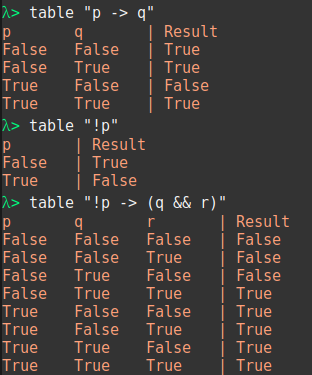 λ> table "p -> q"
p       q       | Result
False   False   | True
False   True    | True
True    False   | False
True    True    | True
λ> table "!p"
p       | Result
False   | True
True    | False
λ> table "!p -> (q && r)"
p       q       r       | Result
False   False   False   | False
False   False   True    | False
False   True    False   | False
False   True    True    | True
True    False   False   | True
True    False   True    | True
True    True    False   | True
True    True    True    | True